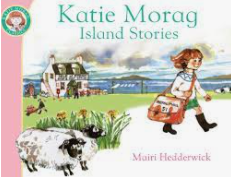 Katie Morag
Island Stories
Mairi Hedderwick